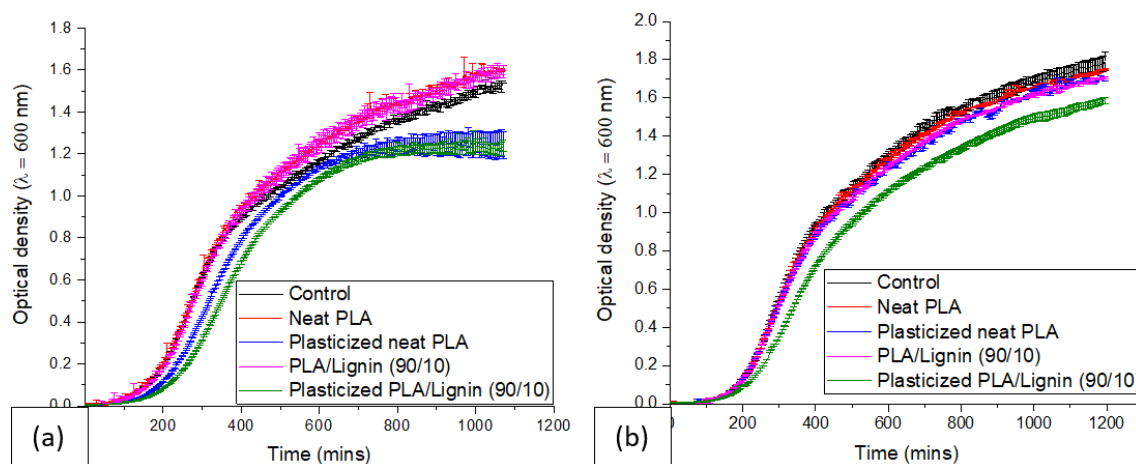 1.8
1.6
1.4
1.2
1.0
0.8
0.6
0.4
0.2
0.0
Optical density (λ = 600 nm)
Control
Neat PLA
Plasticized neat PLA
PLA/Lignin (90/10)
Plasticized PLA/Lignin (90/10)
200 400 600 800 1000 1200
Time (mins)
(a)
2.0
1.8
1.6
1.4
1.2
1.0
0.8
0.6
0.4
0.2
0.0
Optical density (λ = 600 nm)
Control
Neat PLA
Plasticized neat PLA
PLA/Lignin (90/10)
Plasticized PLA/Lignin (90/10)
200 400 600 800 1000 1200
Time (mins)
(b)